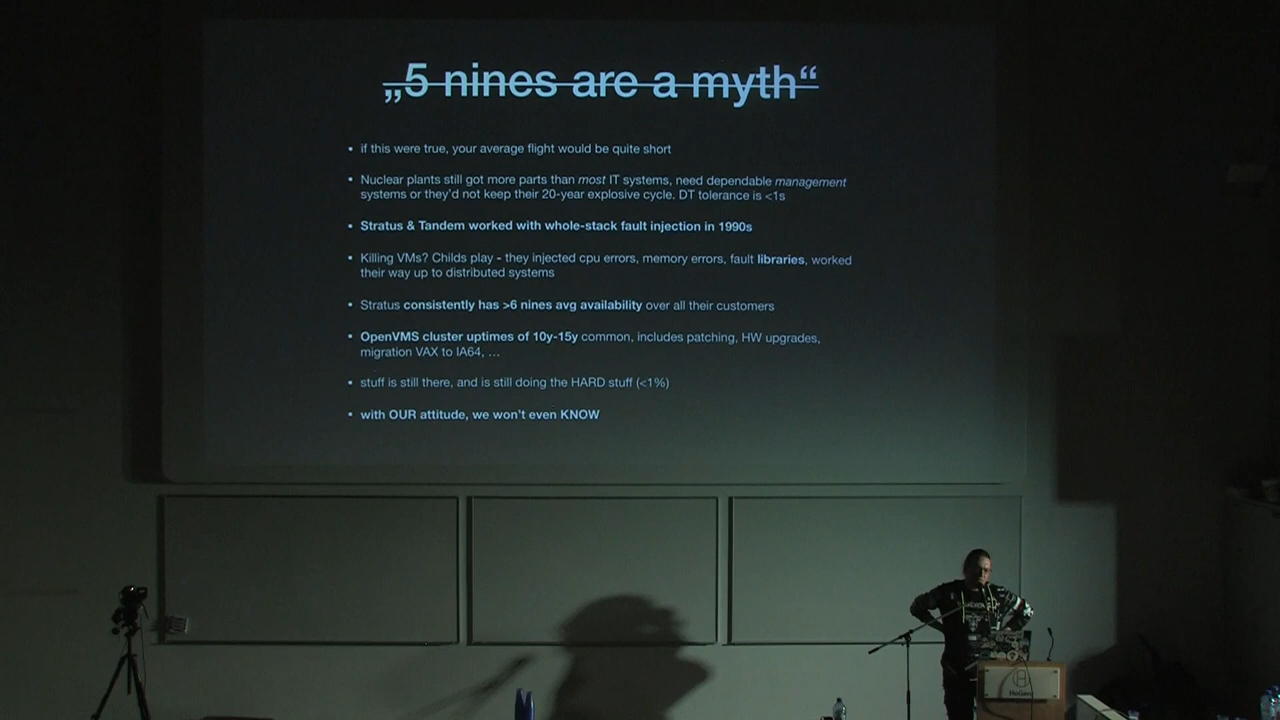 „5 nines are a myth“
• if this were true, your average flight would be quite short
• Nuclear plants still got more parts than most IT systems, need dependable management
systems or they'd not keep their 20-year explosive cycle. DT tolerance is <1s
• Stratus & Tandem worked with whole-stack fault injection in 1990s
• Killing VMs? Childs play - they injected cpu errors, memory errors, fault libraries, worked
their way up to distributed systems
• Stratus consistently has >6 nines avg availability over all their customers
• OpenVMS cluster uptimes of 10y-15y common, includes patching, HW upgrades,
migration VAX to IA64, …
• stuff is still there, and is still doing the HARD stuff (<1%)
• with OUR attitude, we won't even KNOW
HoGent